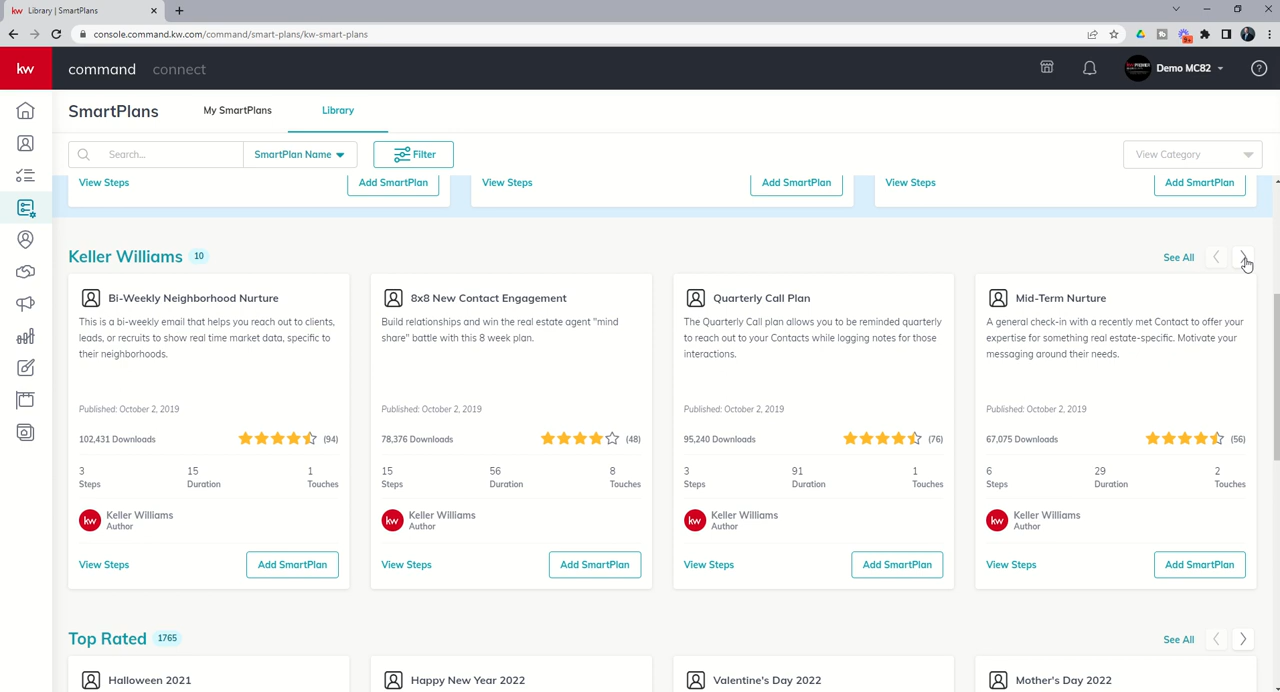 kw Library | SmartPlans
console.command.kw.com/command/smart-plans/kw-smart-plans
9+
kw command connect Demo MC82
SmartPlans My SmartPlans Library
Search... SmartPlan Name Filter View Category
View Steps Add SmartPlan View Steps Add SmartPlan View Steps Add SmartPlan
Keller Williams 10 See All
Bi-Weekly Neighborhood Nurture
This is a bi-weekly email that helps you reach out to clients,
leads, or recruits to show real time market data, specific to
their neighborhoods.
Published: October 2, 2019
102,431 Downloads (94)
3 15 1
Steps Duration Touches
kw Keller Williams
Author
View Steps Add SmartPlan
8x8 New Contact Engagement
Build relationships and win the real estate agent "mind
share" battle with this 8 week plan.
Published: October 2, 2019
78,376 Downloads (48)
15 56 8
Steps Duration Touches
kw Keller Williams
Author
View Steps Add SmartPlan
Quarterly Call Plan
The Quarterly Call plan allows you to be reminded quarterly
to reach out to your Contacts while logging notes for those
interactions.
Published: October 2, 2019
95,240 Downloads (76)
3 91 1
Steps Duration Touches
kw Keller Williams
Author
View Steps Add SmartPlan
Mid-Term Nurture
A general check-in with a recently met Contact to offer your
expertise for something real estate-specific. Motivate your
messaging around their needs.
Published: October 2, 2019
67,075 Downloads (56)
6 29 2
Steps Duration Touches
kw Keller Williams
Author
View Steps Add SmartPlan
Top Rated 1765 See All
Halloween 2021 Happy New Year 2022 Valentine's Day 2022 Mother's Day 2022